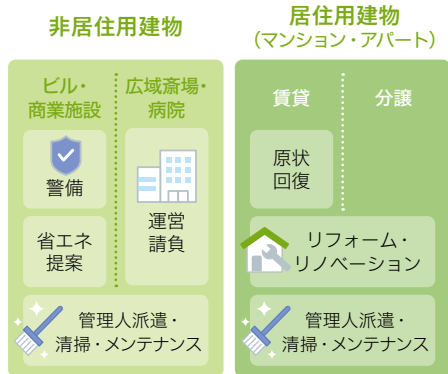 非居住用建物
ビル・
商業施設
警備
省エネ
提案
広域斎場・
病院
運営
請負
管理人派遣・
清掃・メンテナンス
居住用建物
（マンション・アパート）
賃貸
分譲
原状
回復
リフォーム・
リノベーション
管理人派遣・
清掃・メンテナンス